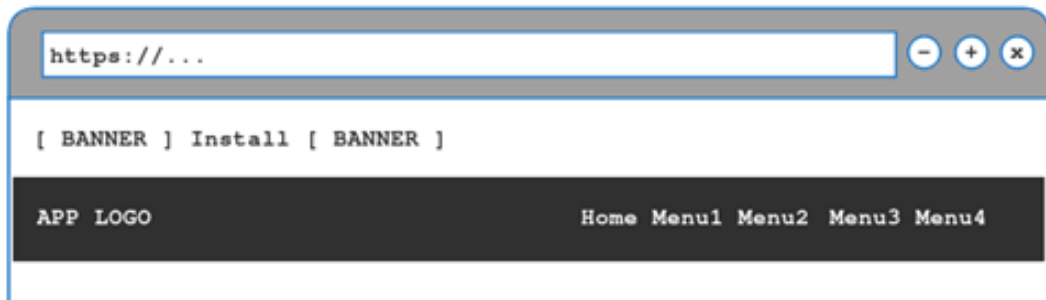 https://...
- + x
[ BANNER ] Install [ BANNER ]
APP LOGO Home Menu1 Menu2 Menu3 Menu4